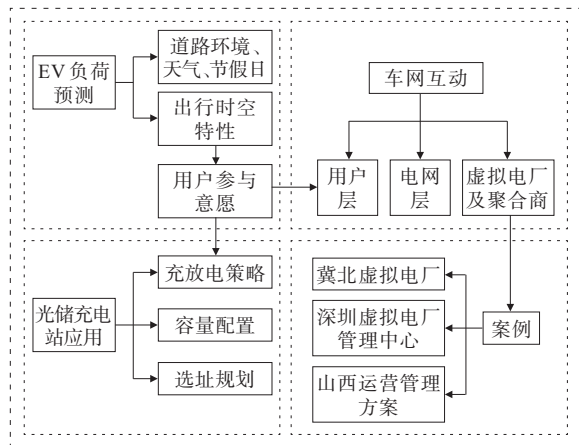 EV 负荷
预测
道路环境、
天气、节假日
出行时空
特性
用户参与
意愿
车网互动
用户
层
电网
层
虚拟电厂
及聚合商
光储充电
站应用
充放电策略
容量配置
选址规划
冀北虚拟电厂
深圳虚拟电厂
管理中心
山西运营管理
方案
案例